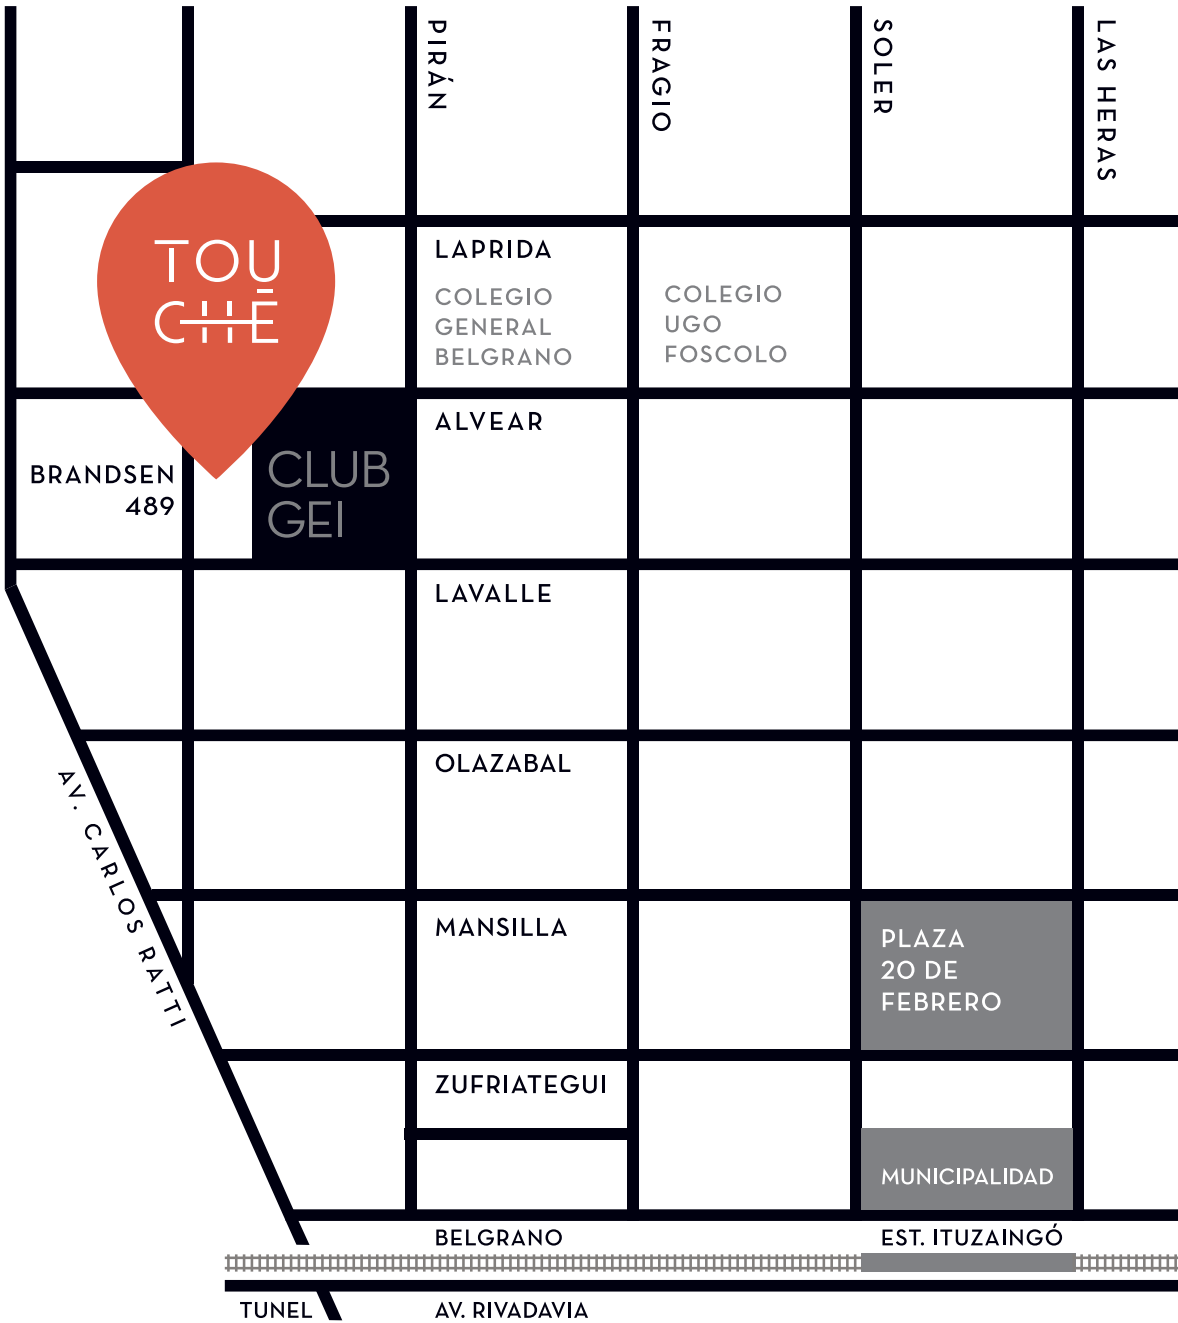 PIRÁN
FRAGIO
SOLER
LAS HERAS
TOU
CHĒ
LAPRIDA
COLEGIO
GENERAL
BELGRANO
COLEGIO
UGO
FOSCOLO
ALVEAR
BRANDSEN
489
CLUB
GEI
LAVALLE
OLAZABAL
AV. CARLOS RATTI
MANSILLA
PLAZA
20 DE
FEBRERO
ZUFRIATEGUI
MUNICIPALIDAD
BELGRANO
EST. ITUZAINGÓ
TUNEL
AV. RIVADAVIA